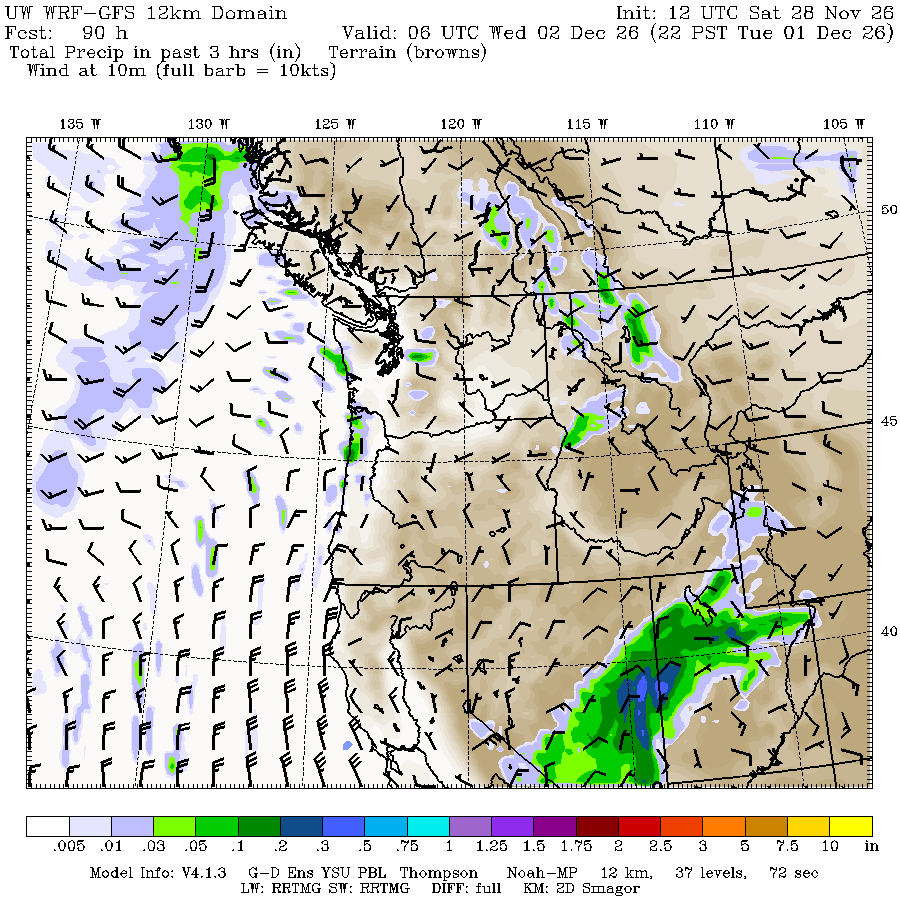 UW WRF-GFS 12km Domain Init: 12 UTC Sat 28 Nov 26
Fcst: 90 h Valid: 06 UTC Wed 02 Dec 26 (22 PST Tue 01 Dec 26)
Total Precip in past 3 hrs (in) Terrain (browns)
Wind at 10m (full barb = 10kts)
135 W 130 W 125 W 120 W 115 W 110 W 105 W
50
45
40
.005 .01 .03 .05 .1 .2 .3 .5 .75 1 1.25 1.5 1.75 2 2.5 3 5 7.5 10 in
Model Info: V4.1.3 G-D Ens YSU PBL Thompson Noah-MP 12 km, 37 levels, 72 sec
LW: RRTMG SW: RRTMG DIFF: full KM: 2D Smagor